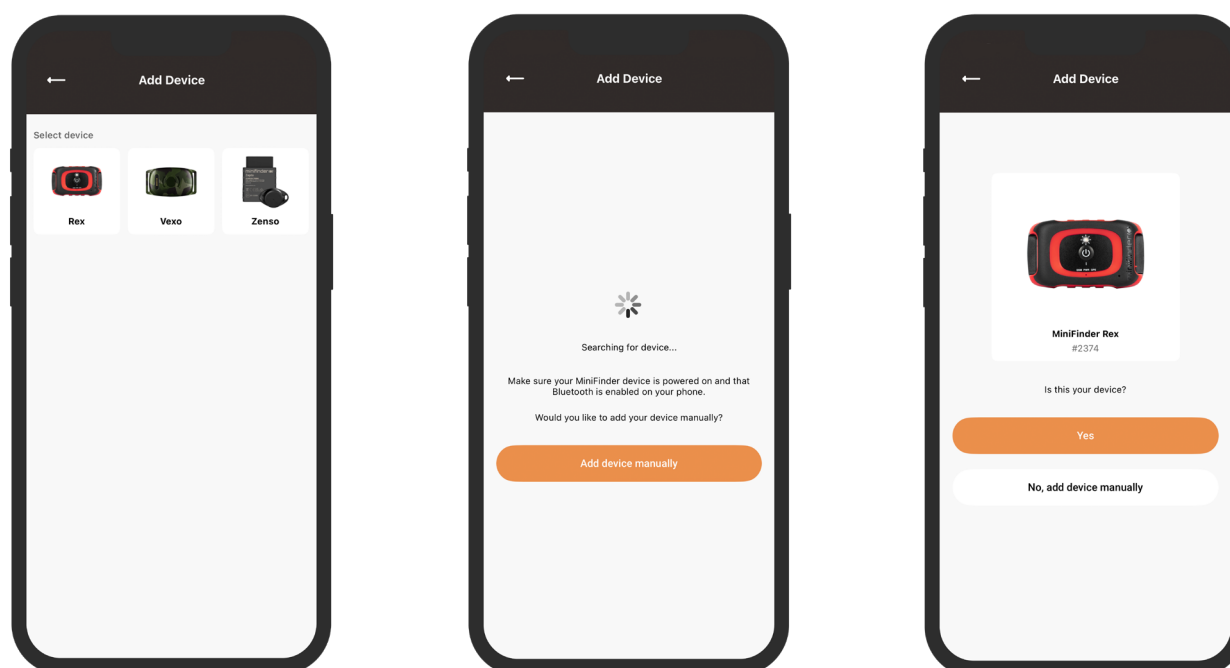 Add Device
Select device
Rex
Vexo
Zenso
Add Device
Searching for device...
Make sure your MiniFinder device is powered on and that
Bluetooth is enabled on your phone.
Would you like to add your device manually?
Add device manually
Add Device
MiniFinder Rex
#2374
Is this your device?
Yes
No, add device manually